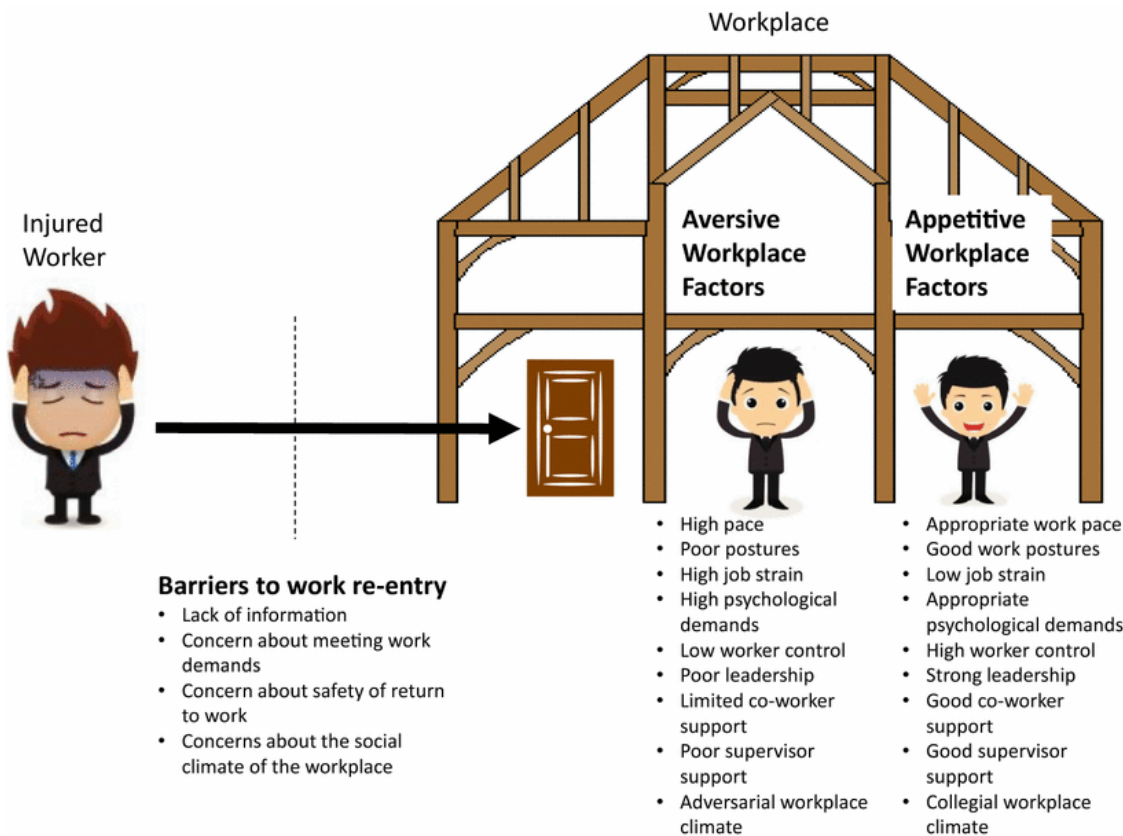 Workplace
Injured
Worker
Aversive
Workplace
Factors
Appetitive
Workplace
Factors
Barriers to work re-entry
• Lack of information
• Concern about meeting work
demands
• Concern about safety of return
to work
• Concerns about the social
climate of the workplace
• High pace
• Poor postures
• High job strain
• High psychological
demands
• Low worker control
• Poor leadership
• Limited co-worker
support
• Poor supervisor
support
• Adversarial workplace
climate
• Appropriate work pace
• Good work postures
• Low job strain
• Appropriate
psychological demands
• High worker control
• Strong leadership
• Good co-worker
support
• Good supervisor
support
• Collegial workplace
climate